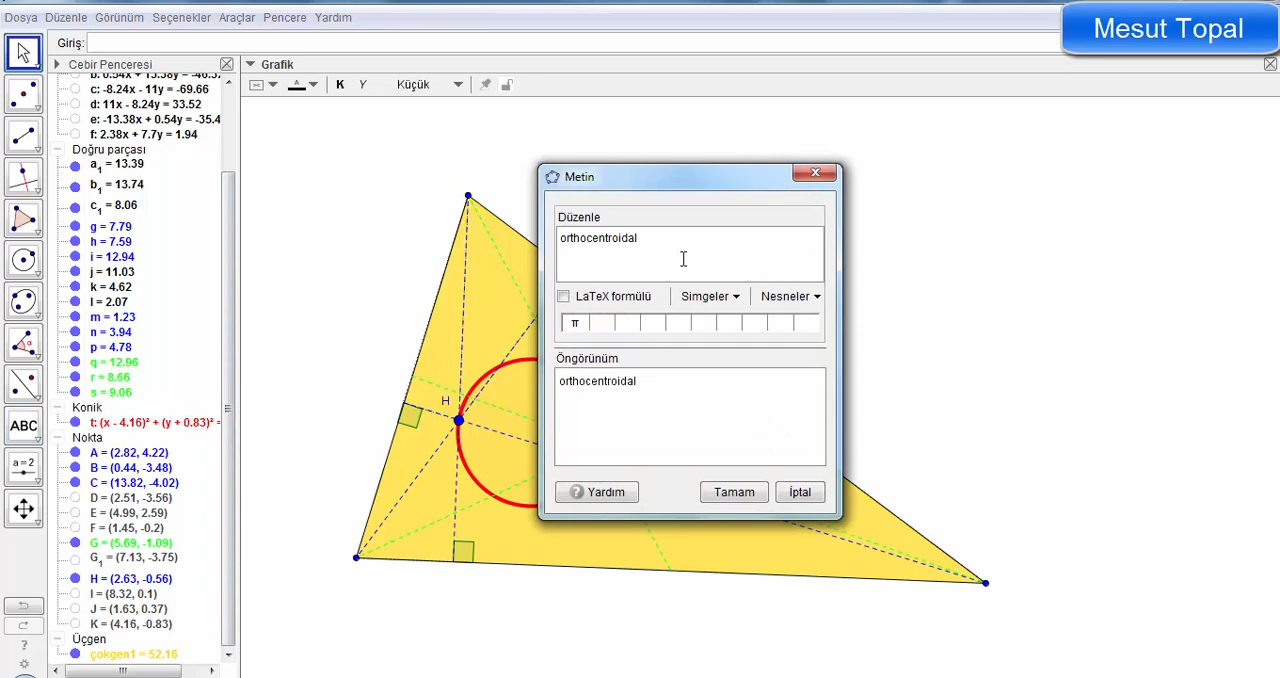 Mesut Topal
Dosya Düzenle Görünüm Seçenekler Araçlar Pencere Yardım
Giriş:
Cebir Penceresi
Grafik
K Y Küçük
b: 0.54x + 13.38y = -46.3
c: -8.24x - 11y = -69.66
d: 11x - 8.24y = 33.52
e: -13.38x + 0.54y = -35.4
f: 2.38x + 7.7y = 1.94
Doğru parçası
a₁ = 13.39
b₁ = 13.74
c₁ = 8.06
g = 7.79
h = 7.59
i = 12.94
j = 11.03
k = 4.62
l = 2.07
m = 1.23
n = 3.94
p = 4.78
q = 12.96
r = 8.66
s = 9.06
Konik
t: (x - 4.16)² + (y + 0.83)² =
Nokta
A = (2.82, 4.22)
B = (0.44, -3.48)
C = (13.82, -4.02)
D = (2.51, -3.56)
E = (4.99, 2.59)
F = (1.45, -0.2)
G = (5.69, -1.09)
G₁ = (7.13, -3.75)
H = (2.63, -0.56)
I = (8.32, 0.1)
J = (1.63, 0.37)
K = (4.16, -0.83)
Üçgen
çokgen1 = 52.16
ABC
a=2
H
Metin
Düzenle
orthocentroidal
LaTeX formülü Simgeler Nesneler
π
Öngörünüm
orthocentroidal
Yardım Tamam İptal